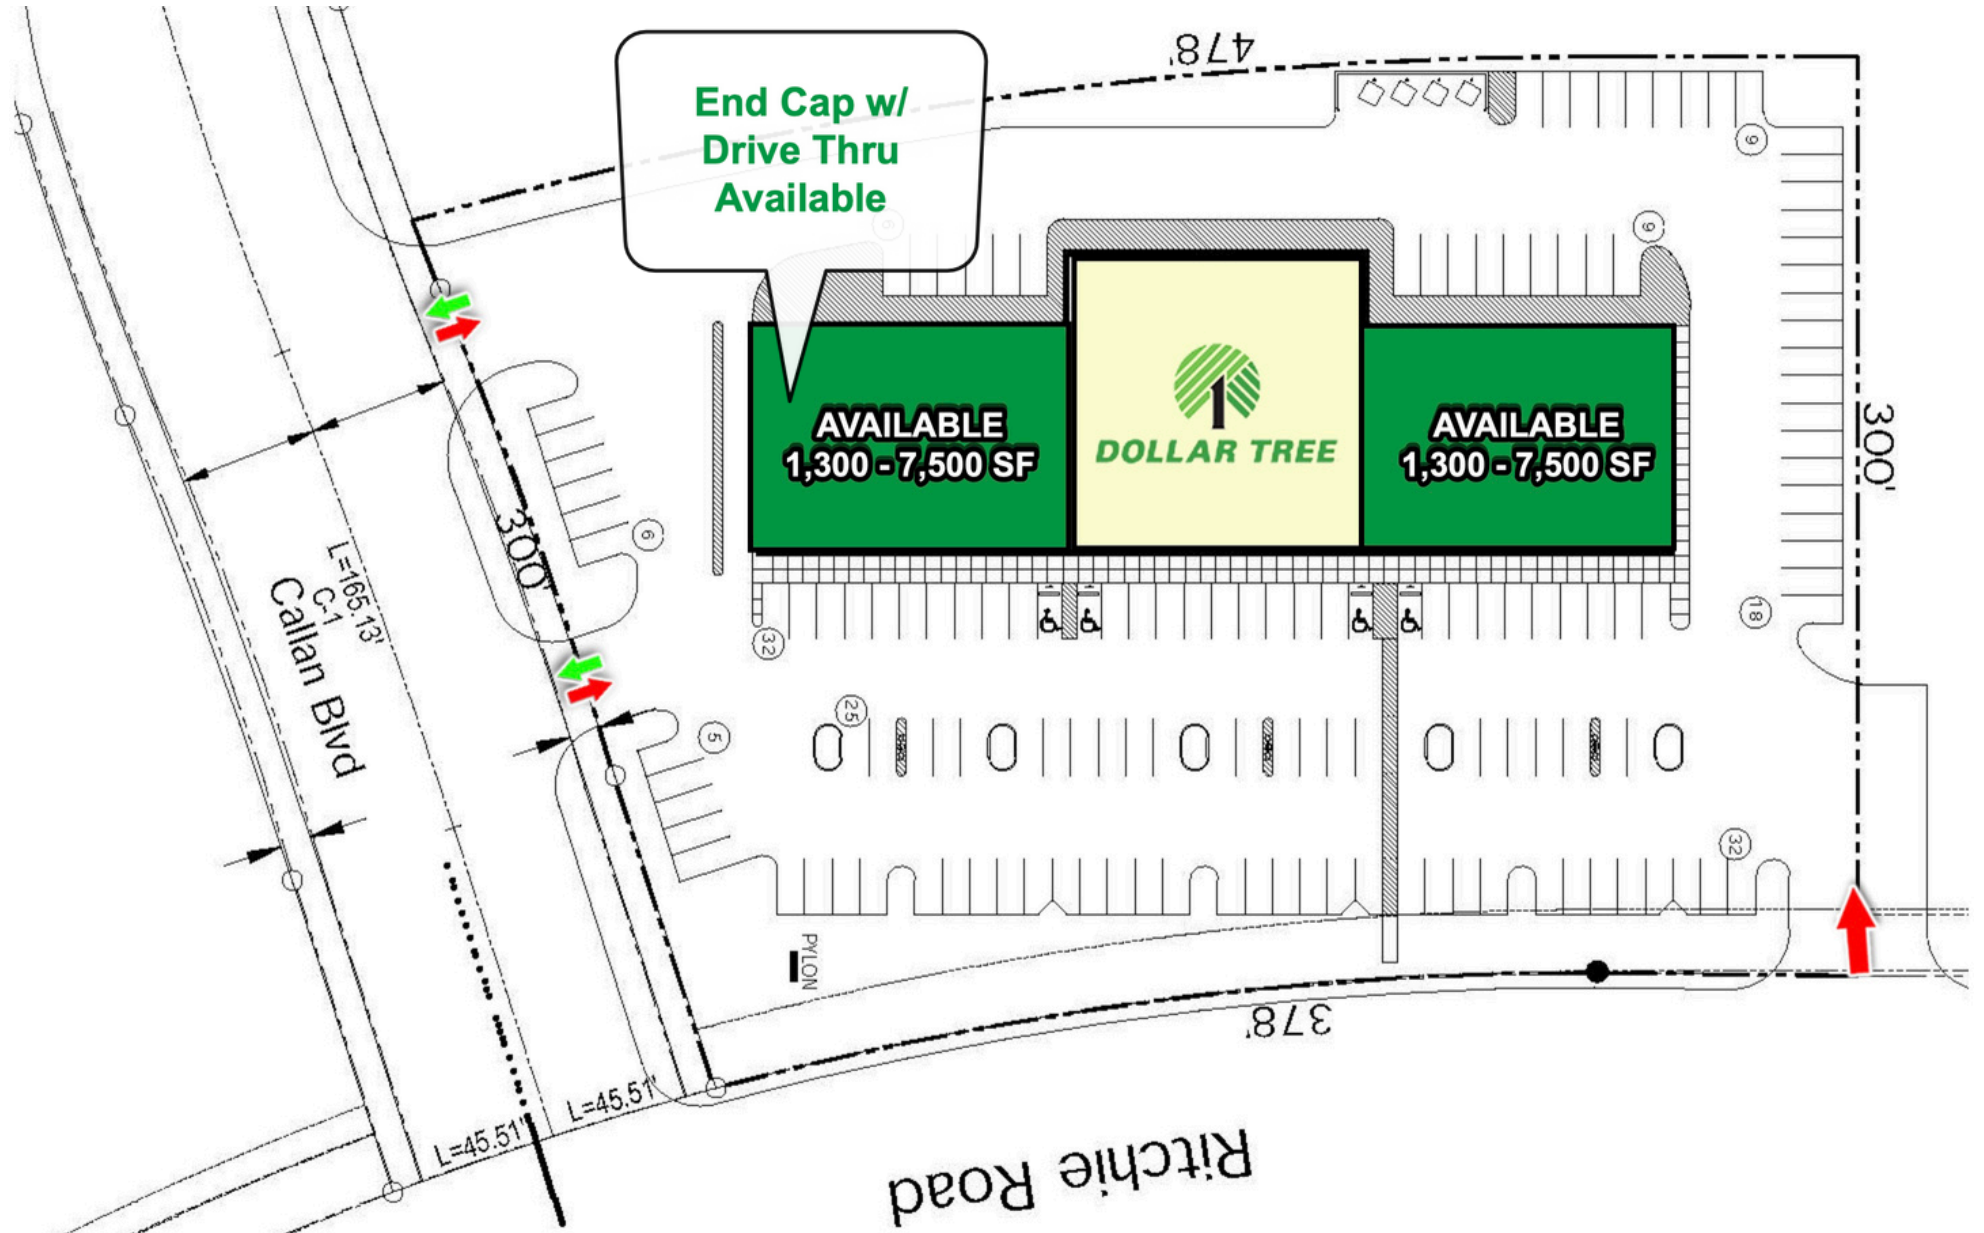 478'
End Cap w/
Drive Thru
Available
9
6
9
300'
DOLLAR TREE
AVAILABLE
1,300 - 7,500 SF
AVAILABLE
1,300 - 7,500 SF
300'
6
L=165.13'
C-1
Callan Blvd
18
32
25
5
32
PYLON
378'
L=45.51'
L=45.51'
Ritchie Road